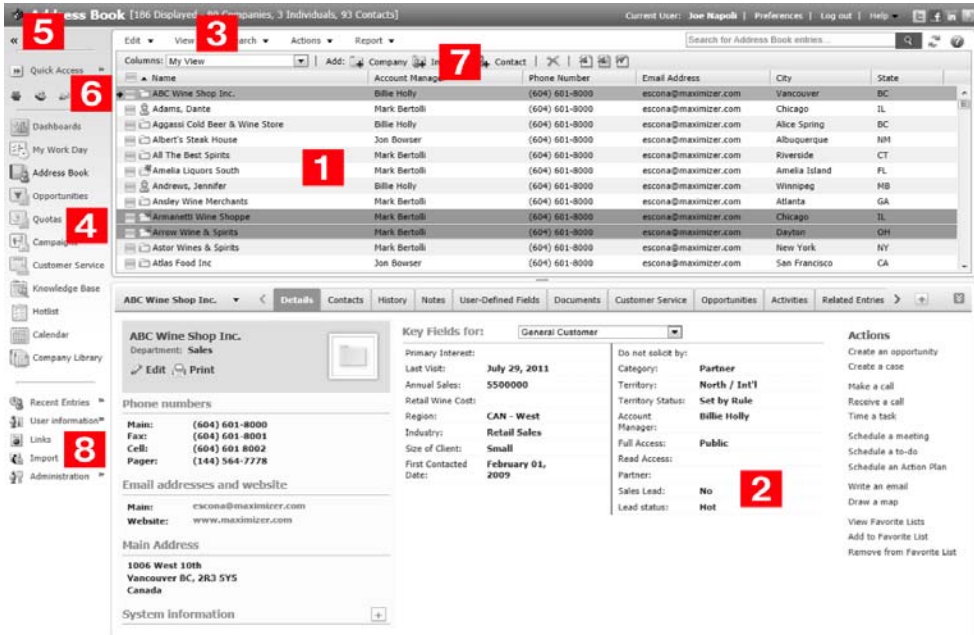 5 Address Book [186 Displayed - 90 Companies, 3 Individuals, 93 Contacts] Current User: Joe Napoli | Preferences | Log out | Help
« Edit View 3 Search Actions Report Search for Address Book entries...
Columns: My View Add: Company 7 Contact
Quick Access
6
Name Account Manager Phone Number Email Address City State
ABC Wine Shop Inc. Billie Holly (604) 601-8000 escona@maximizer.com Vancouver BC
Adams, Dante Mark Bertolli (604) 601-8000 escona@maximizer.com Chicago IL
Aggassi Cold Beer & Wine Store Billie Holly (604) 601-8000 escona@maximizer.com Alice Spring BC
Albert's Steak House Jon Bowser (604) 601-8000 escona@maximizer.com Albuquerque NM
All The Best Spirits Mark Bertolli (604) 601-8000 escona@maximizer.com Riverside CT
Amelia Liquors South 1 Mark Bertolli (604) 601-8000 escona@maximizer.com Amelia Island FL
Andrews, Jennifer Billie Holly (604) 601-8000 escona@maximizer.com Winnipeg MB
Ansley Wine Merchants Mark Bertolli (604) 601-8000 escona@maximizer.com Atlanta GA
Armanetti Wine Shoppe Mark Bertolli (604) 601-8000 escona@maximizer.com Chicago IL
Arrow Wine & Spirits Mark Bertolli (604) 601-8000 escona@maximizer.com Dayton OH
Astor Wines & Spirits Mark Bertolli (604) 601-8000 escona@maximizer.com New York NY
Atlas Food Inc Jon Bowser (604) 601-8000 escona@maximizer.com San Francisco CA
Dashboards
My Work Day
Address Book
Opportunities
Quotas
4
Campaigns
Customer Service
Knowledge Base
Hotlist
Calendar
Company Library
Recent Entries
User information
Links
8
Import
Administration
ABC Wine Shop Inc. Details Contacts History Notes User-Defined Fields Documents Customer Service Opportunities Activities Related Entries
ABC Wine Shop Inc.
Department: Sales
Edit Print
Phone numbers
Main: (604) 601-8000
Fax: (604) 601-8001
Cell: (604) 601 8002
Pager: (144) 564-7778
Email addresses and website
Main: escona@maximizer.com
Website: www.maximizer.com
Main Address
1006 West 10th
Vancouver BC, 2R3 5Y5
Canada
System information +
Key Fields for: General Customer
Primary Interest:
Last Visit: July 29, 2011
Annual Sales: 5500000
Retail Wine Cost:
Region: CAN - West
Industry: Retail Sales
Size of Client: Small
First Contacted Date: February 01, 2009
Do not solicit by:
Category: Partner
Territory: North / Int'l
Territory Status: Set by Rule
Account Manager: Billie Holly
Full Access: Public
Read Access:
Partner:
Sales Lead: No
2
Lead status: Hot
Actions
Create an opportunity
Create a case
Make a call
Receive a call
Time a task
Schedule a meeting
Schedule a to-do
Schedule an Action Plan
Write an email
Draw a map
View Favorite Lists
Add to Favorite List
Remove from Favorite List